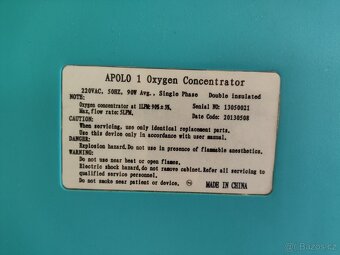 APOLO 1 Oxygen Concentrator
220VAC, 50HZ, 90W Avg., Single Phase Double insulated
NOTE:
Oxygen concentrator at 1LPM: 90% ± 3%, Serial NO: 13050021
Max, flow rate: 5LPM, Date Code: 20130508
CAUTION:
When servicing, use only identical replacement parts.
Use this device only in accordance with user manual.
DANGER:
Explosion hazard. Do not use in presence of flammable anesthetics.
WARNING:
Do not use near heat or open flames.
Electric shock hazard, do not remove cabinet. Refer servicing to
qualified service personnel.
Do not smoke near patient or device. MADE IN CHINA
Bazoš.cz